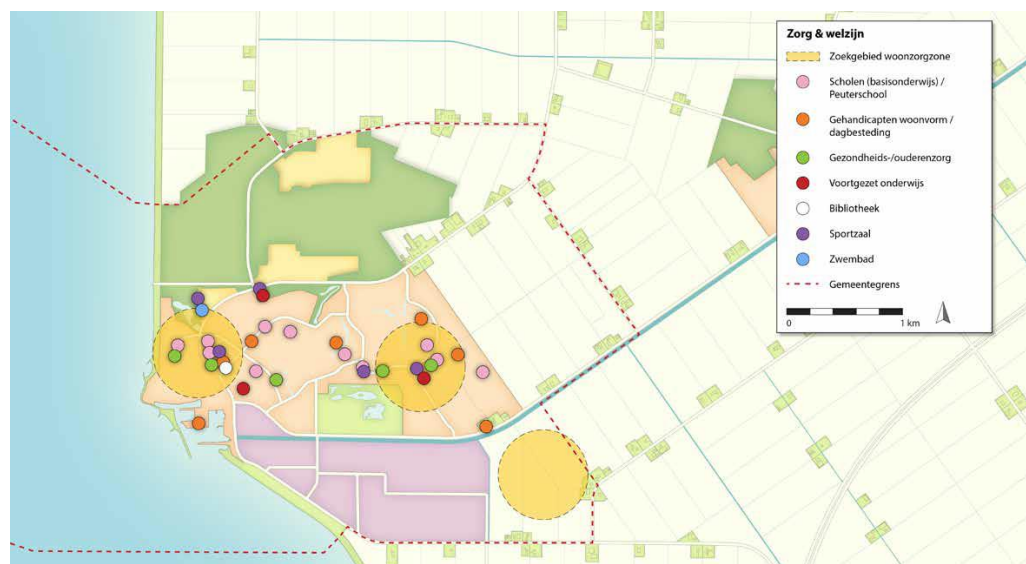 Zorg & welzijn
Zoekgebied woonzorgzone
Scholen (basisonderwijs) /
Peuterschool
Gehandicapten woonvorm /
dagbesteding
Gezondheids-/ouderenzorg
Voortgezet onderwijs
Bibliotheek
Sportzaal
Zwembad
Gemeentegrens
0 1 km